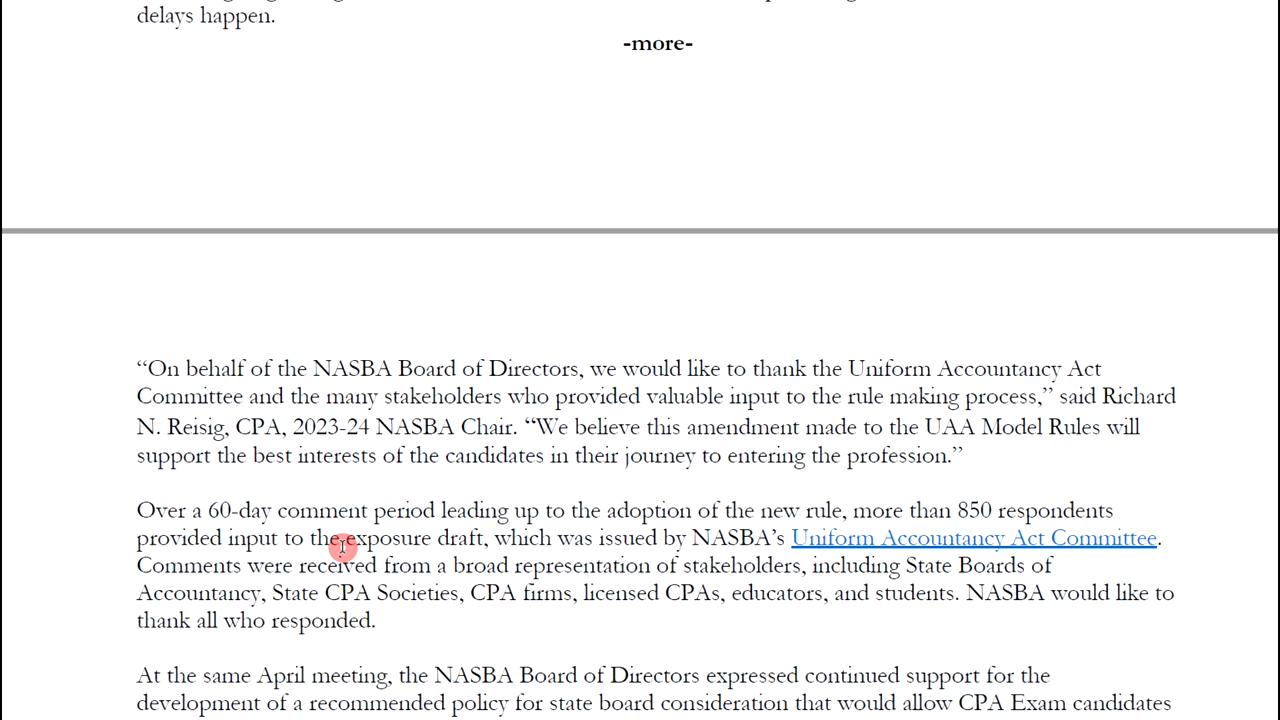 delays happen.
-more-
“On behalf of the NASBA Board of Directors, we would like to thank the Uniform Accountancy Act
Committee and the many stakeholders who provided valuable input to the rule making process,” said Richard
N. Reisig, CPA, 2023-24 NASBA Chair. “We believe this amendment made to the UAA Model Rules will
support the best interests of the candidates in their journey to entering the profession.”
Over a 60-day comment period leading up to the adoption of the new rule, more than 850 respondents
provided input to the exposure draft, which was issued by NASBA’s Uniform Accountancy Act Committee.
Comments were received from a broad representation of stakeholders, including State Boards of
Accountancy, State CPA Societies, CPA firms, licensed CPAs, educators, and students. NASBA would like to
thank all who responded.
At the same April meeting, the NASBA Board of Directors expressed continued support for the
development of a recommended policy for state board consideration that would allow CPA Exam candidates